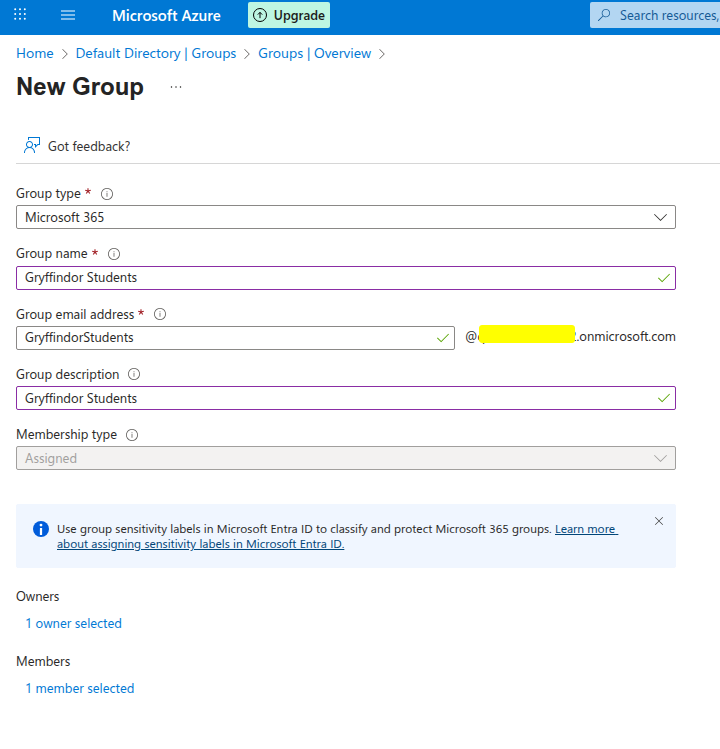 Microsoft Azure
Upgrade
Search resources,
Home > Default Directory | Groups > Groups | Overview >
New Group ...
Got feedback?
Group type *
Microsoft 365
Group name *
Gryffindor Students
Group email address *
GryffindorStudents @ .onmicrosoft.com
Group description
Gryffindor Students
Membership type
Assigned
Use group sensitivity labels in Microsoft Entra ID to classify and protect Microsoft 365 groups. Learn more
about assigning sensitivity labels in Microsoft Entra ID.
Owners
1 owner selected
Members
1 member selected